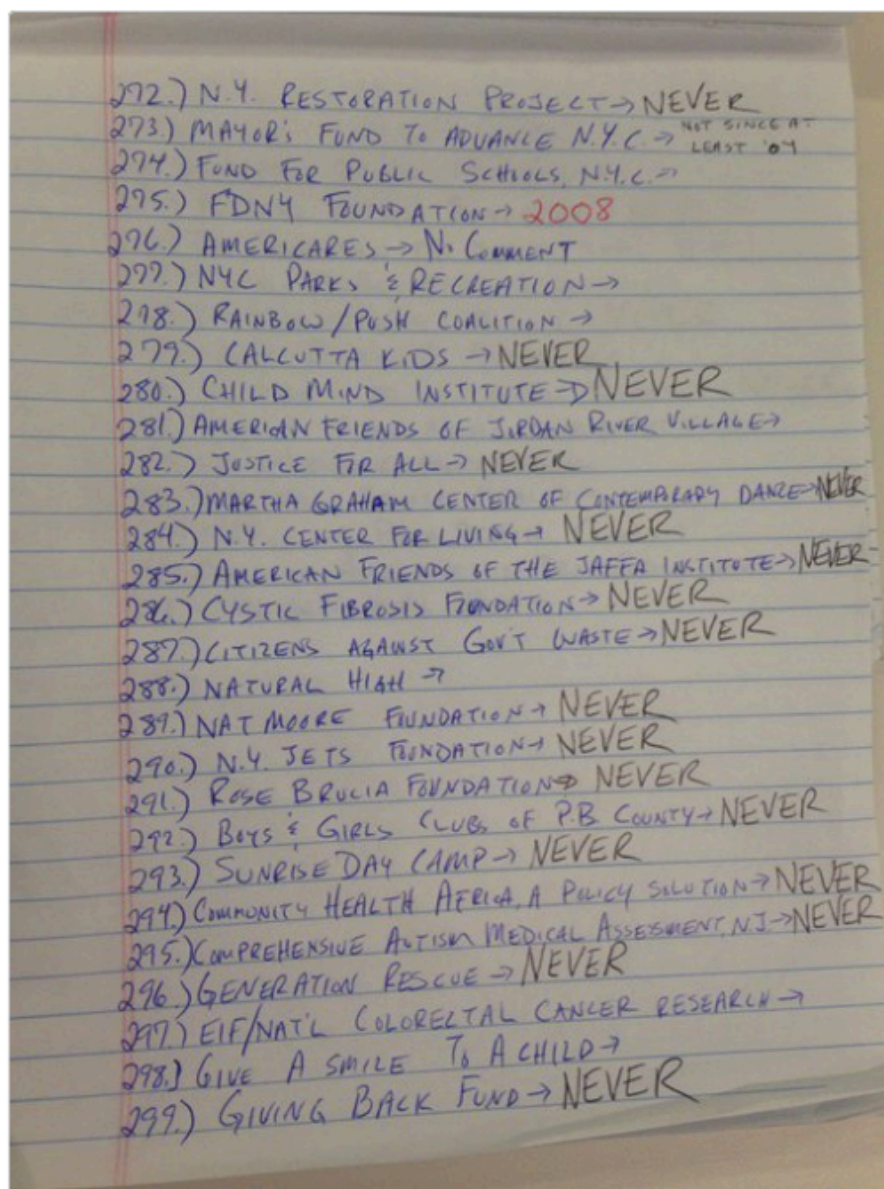 272.) N.Y. RESTORATION PROJECT → NEVER
273.) MAYOR'S FUND TO ADVANCE N.Y.C. → NOT SINCE AT LEAST '04
274.) FUND FOR PUBLIC SCHOOLS, N.Y.C. →
275.) FDNY FOUNDATION → 2008
276.) AMERICARES → NO COMMENT
277.) NYC PARKS & RECREATION →
278.) RAINBOW/PUSH COALITION →
279.) CALCUTTA KIDS → NEVER
280.) CHILD MIND INSTITUTE → NEVER
281.) AMERICAN FRIENDS OF JORDAN RIVER VILLAGE →
282.) JUSTICE FOR ALL → NEVER
283.) MARTHA GRAHAM CENTER OF CONTEMPORARY DANCE → NEVER
284.) N.Y. CENTER FOR LIVING → NEVER
285.) AMERICAN FRIENDS OF THE JAFFA INSTITUTE → NEVER
286.) CYSTIC FIBROSIS FOUNDATION → NEVER
287.) CITIZENS AGAINST GOV'T WASTE → NEVER
288.) NATURAL HIGH →
289.) NAT MOORE FOUNDATION → NEVER
290.) N.Y. JETS FOUNDATION → NEVER
291.) ROSE BRUCIA FOUNDATION → NEVER
292.) BOYS & GIRLS CLUBS OF P.B. COUNTY → NEVER
293.) SUNRISE DAY CAMP → NEVER
294.) COMMUNITY HEALTH AFRICA, A POLICY SOLUTION → NEVER
295.) COMPREHENSIVE AUTISM MEDICAL ASSESSMENT, N.J. → NEVER
296.) GENERATION RESCUE → NEVER
297.) EIF/NAT'L COLORECTAL CANCER RESEARCH →
298.) GIVE A SMILE TO A CHILD →
299.) GIVING BACK FUND → NEVER